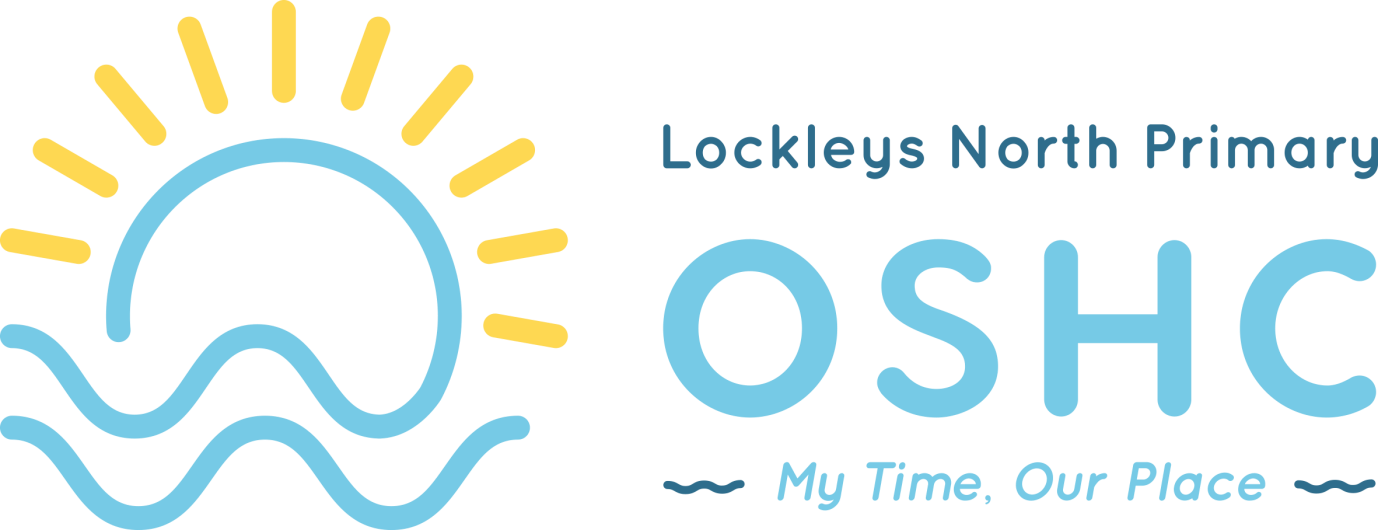 Lockleys North Primary
OSHC
My Time, Our Place